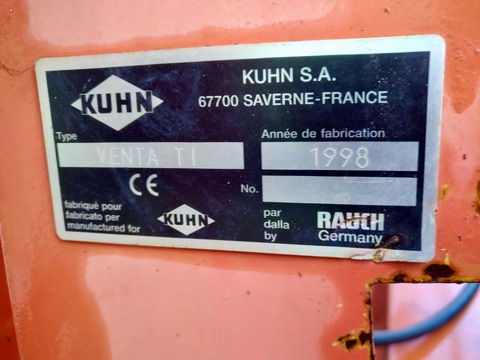 KUHN
KUHN S.A.
67700 SAVERNE-FRANCE
Type
Année de fabrication
VENTA TI
1998
CE
No.
fabriqué pour
fabricato per
manufactured for
KUHN
par
dalla
by
RAUCH
Germany